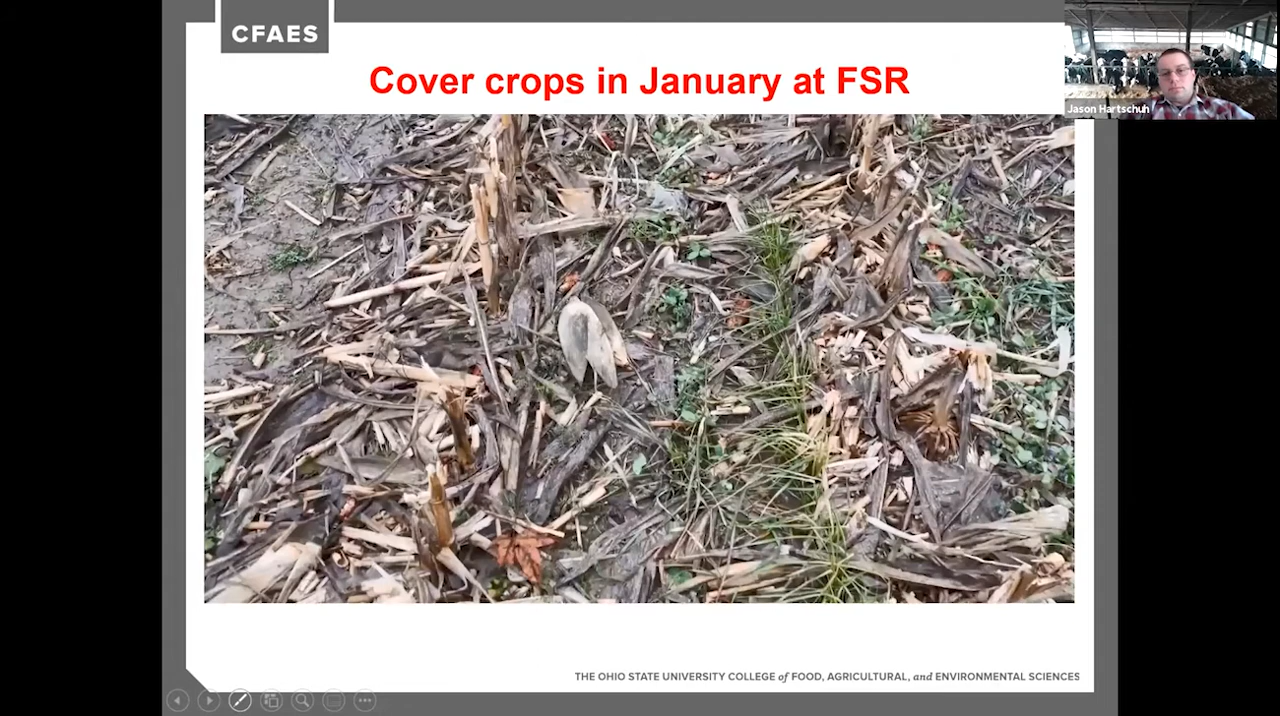 CFAES
Cover crops in January at FSR
Jason Hartschuh
THE OHIO STATE UNIVERSITY COLLEGE of FOOD, AGRICULTURAL, and ENVIRONMENTAL SCIENCES